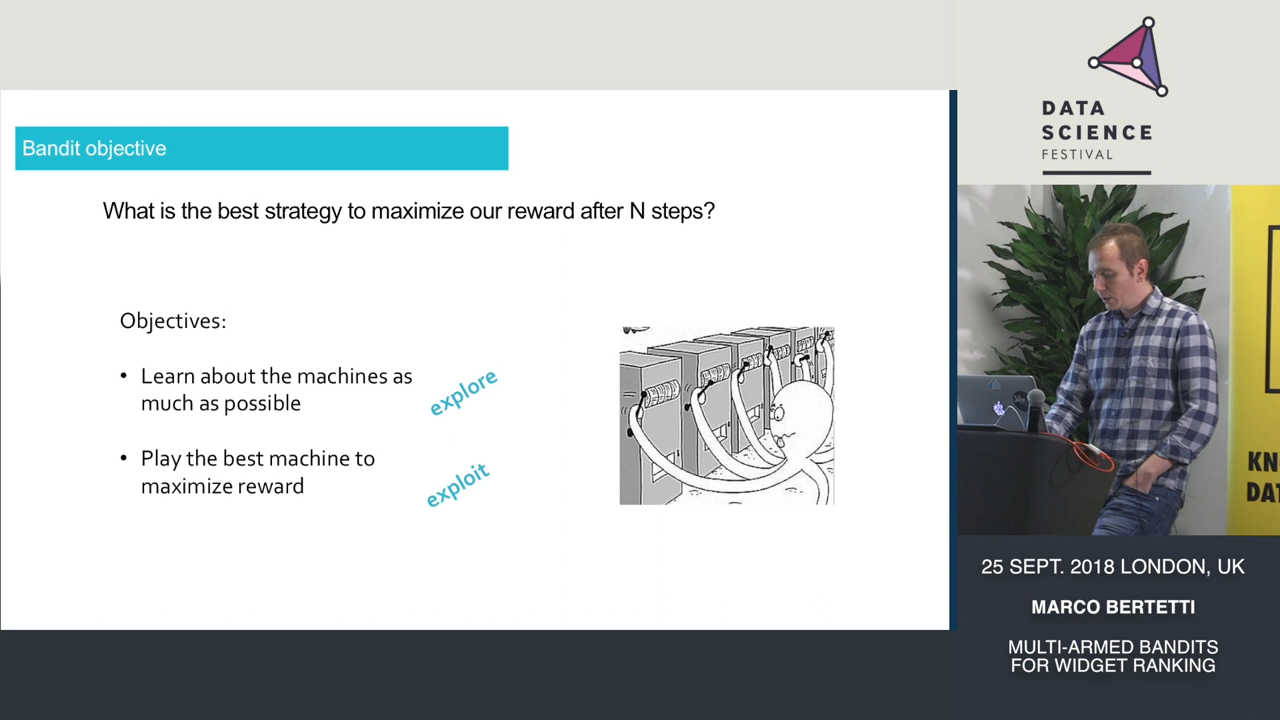 Bandit objective
What is the best strategy to maximize our reward after N steps?
Objectives:
• Learn about the machines as
much as possible
explore
• Play the best machine to
maximize reward
exploit
DATA
SCIENCE
FESTIVAL
KN
DAT
25 SEPT. 2018 LONDON, UK
MARCO BERTETTI
MULTI-ARMED BANDITS
FOR WIDGET RANKING